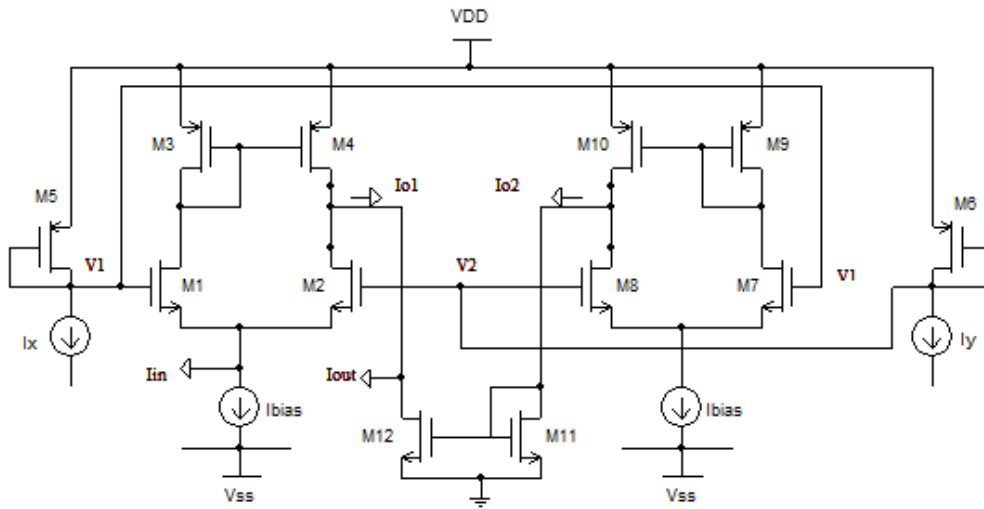 VDD
M3
M4
M10
M9
M5
Io1
Io2
M6
V1
M1
M2
V2
M8
M7
V1
Ix
Iin
Iout
Iy
Ibias
M12
M11
Ibias
Vss
Vss